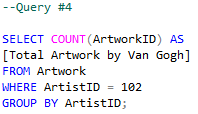 --Query #4
SELECT COUNT(ArtworkID) AS
[Total Artwork by Van Gogh]
FROM Artwork
WHERE ArtistID = 102
GROUP BY ArtistID;